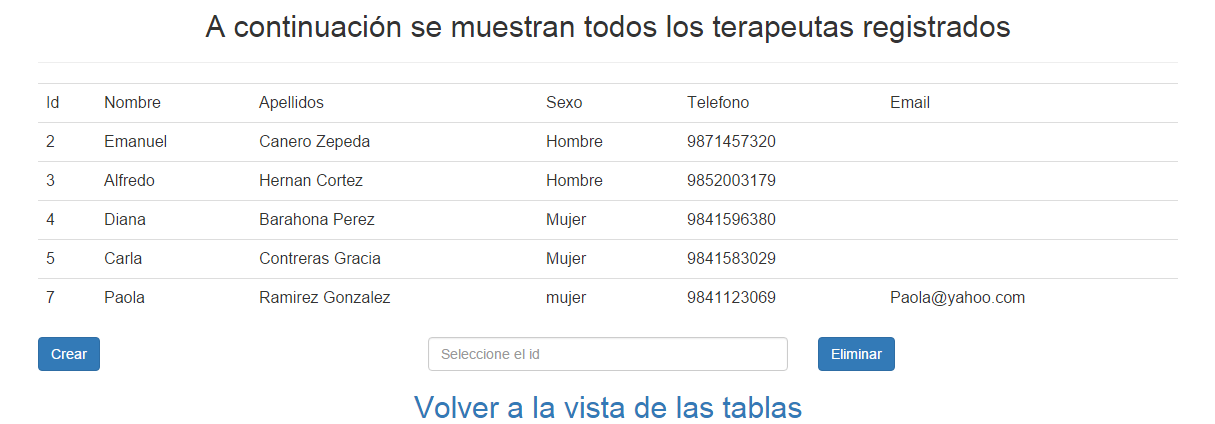 A continuación se muestran todos los terapeutas registrados
Id Nombre Apellidos Sexo Telefono Email
2 Emanuel Canero Zepeda Hombre 9871457320
3 Alfredo Hernan Cortez Hombre 9852003179
4 Diana Barahona Perez Mujer 9841596380
5 Carla Contreras Gracia Mujer 9841583029
7 Paola Ramirez Gonzalez mujer 9841123069 Paola@yahoo.com
Crear Seleccione el id Eliminar
Volver a la vista de las tablas